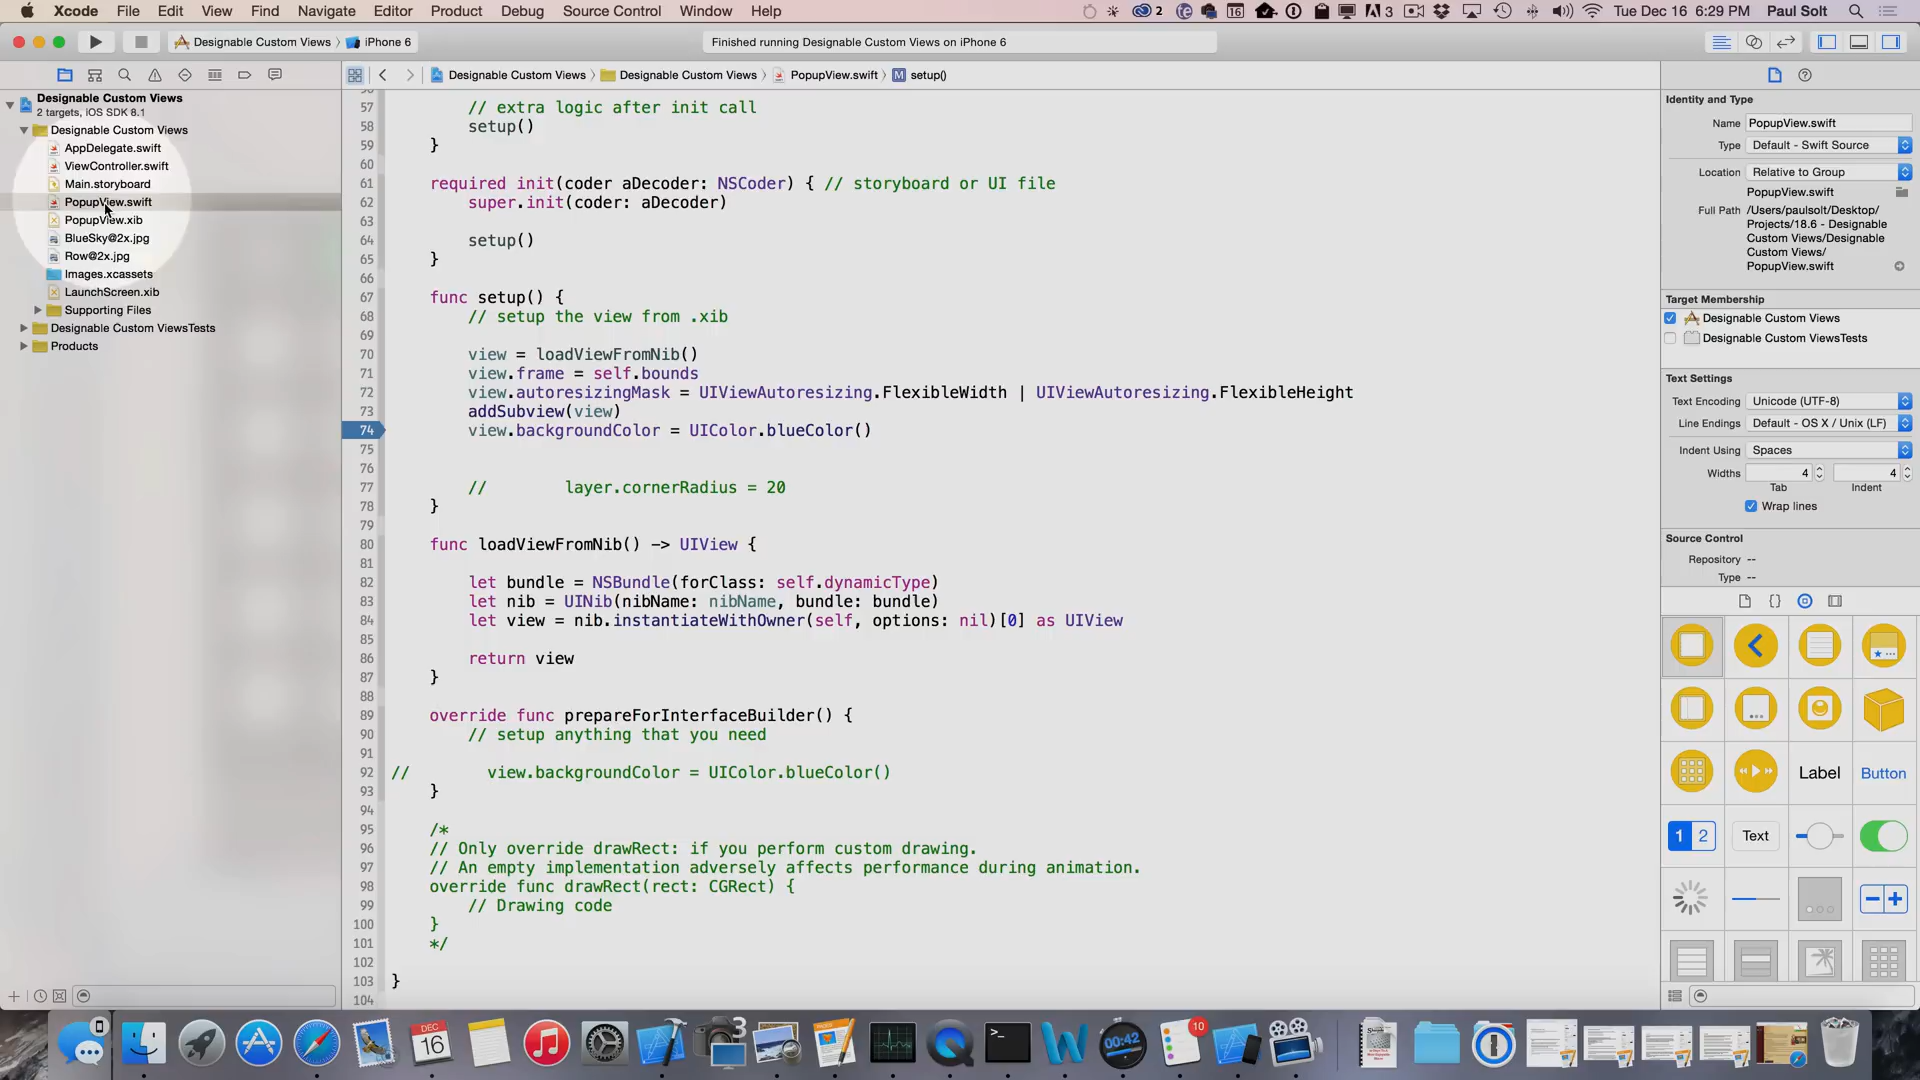 Xcode File Edit View Find Navigate Editor Product Debug Source Control Window Help
2 16 3 Tue Dec 16 6:29 PM Paul Solt
Designable Custom Views iPhone 6
Finished running Designable Custom Views on iPhone 6
Designable Custom Views Designable Custom Views PopupView.swift M setup()
Designable Custom Views
2 targets, iOS SDK 8.1
Designable Custom Views
AppDelegate.swift
ViewController.swift
Main.storyboard
PopupView.swift
PopupView.xib
BlueSky@2x.jpg
Row@2x.jpg
Images.xcassets
LaunchScreen.xib
Supporting Files
Designable Custom ViewsTests
Products
57 // extra logic after init call
58 setup()
59 }
60
61 required init(coder aDecoder: NSCoder) { // storyboard or UI file
62 super.init(coder: aDecoder)
63
64 setup()
65 }
66
67 func setup() {
68 // setup the view from .xib
69
70 view = loadViewFromNib()
71 view.frame = self.bounds
72 view.autoresizingMask = UIViewAutoresizing.FlexibleWidth | UIViewAutoresizing.FlexibleHeight
73 addSubview(view)
74 view.backgroundColor = UIColor.blueColor()
75
76
77 // layer.cornerRadius = 20
78 }
79
80 func loadViewFromNib() -> UIView {
81
82 let bundle = NSBundle(forClass: self.dynamicType)
83 let nib = UINib(nibName: nibName, bundle: bundle)
84 let view = nib.instantiateWithOwner(self, options: nil)[0] as UIView
85
86 return view
87 }
88
89 override func prepareForInterfaceBuilder() {
90 // setup anything that you need
91
92 // view.backgroundColor = UIColor.blueColor()
93 }
94
95 /*
96 // Only override drawRect: if you perform custom drawing.
97 // An empty implementation adversely affects performance during animation.
98 override func drawRect(rect: CGRect) {
99 // Drawing code
100 }
101 */
102
103 }
104
Identity and Type
Name PopupView.swift
Type Default - Swift Source
Location Relative to Group
PopupView.swift
Full Path /Users/paulsolt/Desktop/
Projects/18.6 - Designable
Custom Views/Designable
Custom Views/
PopupView.swift
Target Membership
Designable Custom Views
Designable Custom ViewsTests
Text Settings
Text Encoding Unicode (UTF-8)
Line Endings Default - OS X / Unix (LF)
Indent Using Spaces
Widths 4 4
Tab Indent
Wrap lines
Source Control
Repository --
Type --
Label Button
1 2 Text
DEC
16
3
00:42
10